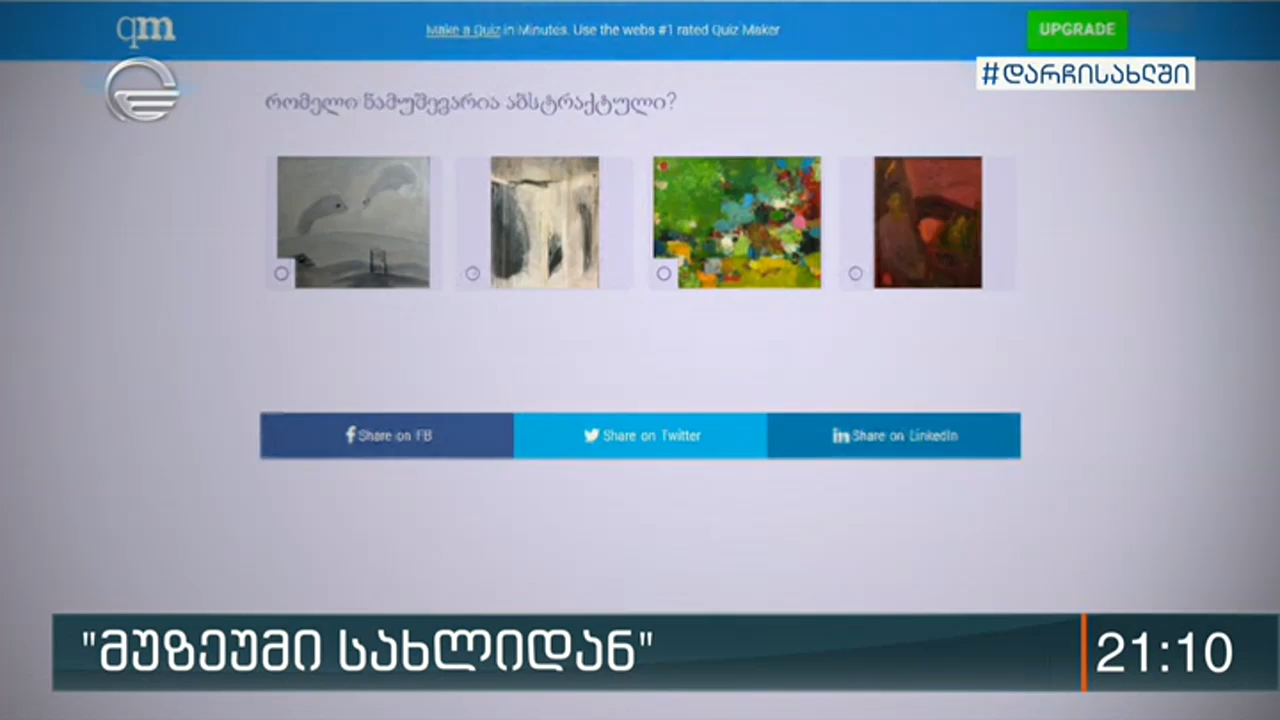 qm
Make a Quiz in Minutes. Use the webs #1 rated Quiz Maker
UPGRADE
#დარჩისახლში
რომელი ნამუშევარია აბსტრაქტული?
Share on FB
Share on Twitter
Share on LinkedIn
"მუზეუმი სახლიდან"
21:10